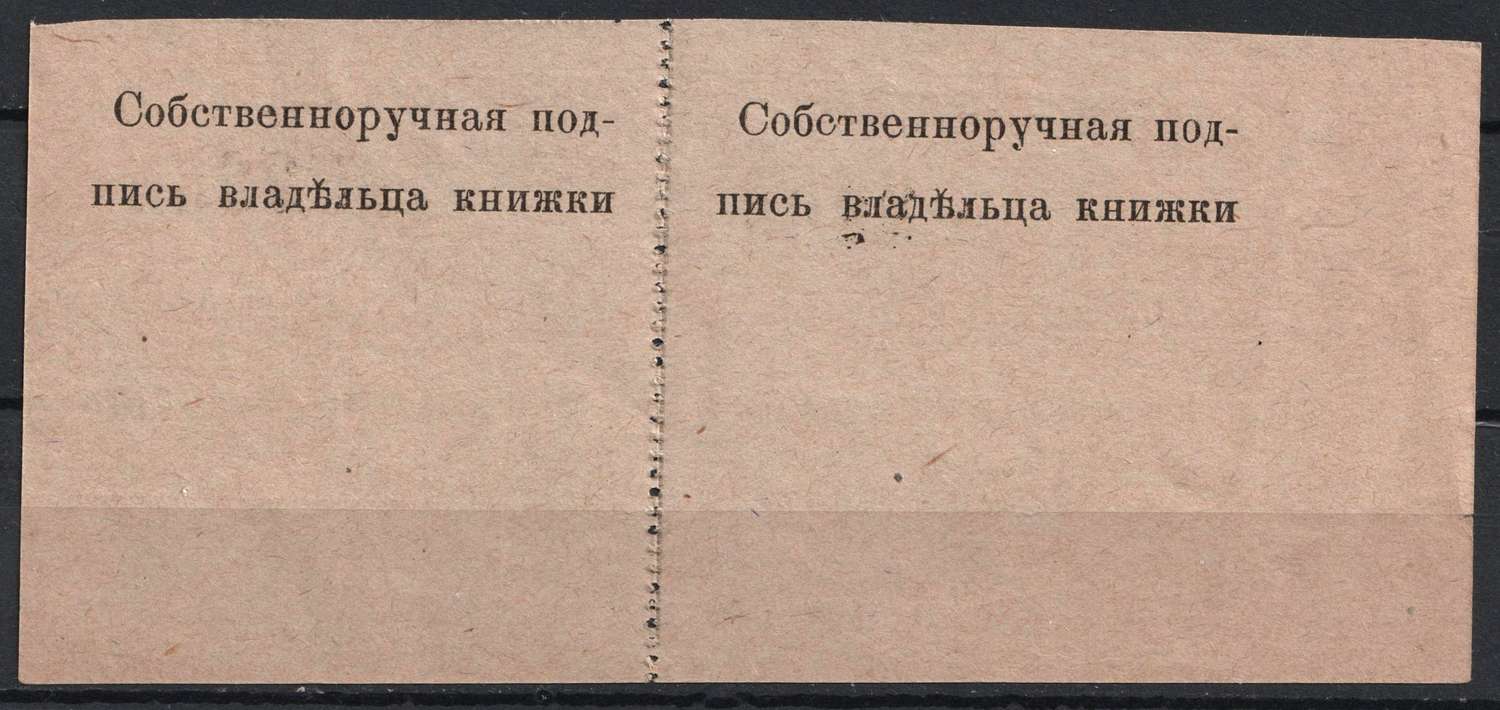 Собственноручная под-
пись владѣльца книжки
Собственноручная под-
пись владѣльца книжки